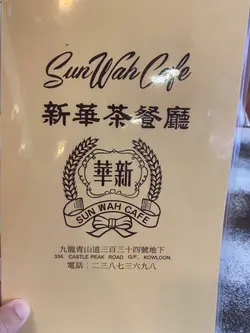 Sun Wah Cafe
新華茶餐廳
華新
SUN WAH CAFE
九龍青山道三百三十四號地下
334, CASTLE PEAK ROAD G/F., KOWLOON.
電話：二三八七三六九八